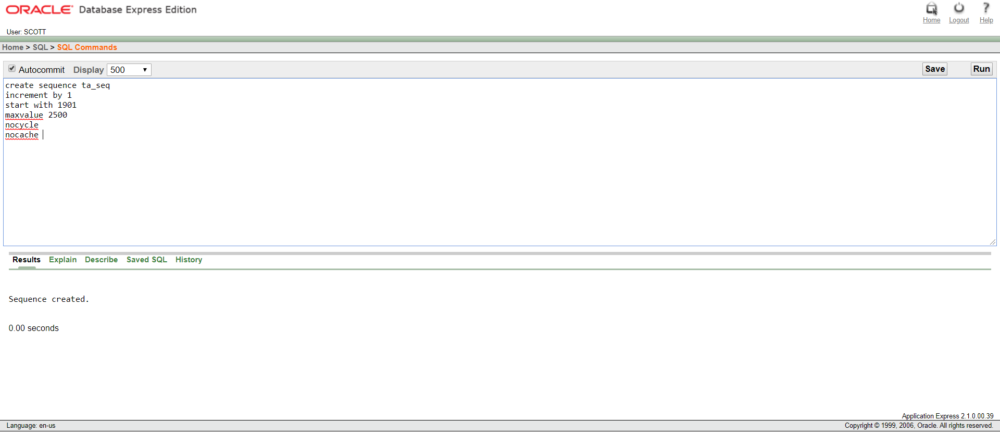 ORACLE Database Express Edition
Home Logout Help
User: SCOTT
Home > SQL > SQL Commands
Autocommit Display 500 Save Run
create sequence ta_seq
increment by 1
start with 1901
maxvalue 2500
nocycle
nocache
Results Explain Describe Saved SQL History
Sequence created.
0.00 seconds
Application Express 2.1.0.00.39
Language: en-us Copyright © 1999, 2006, Oracle. All rights reserved.